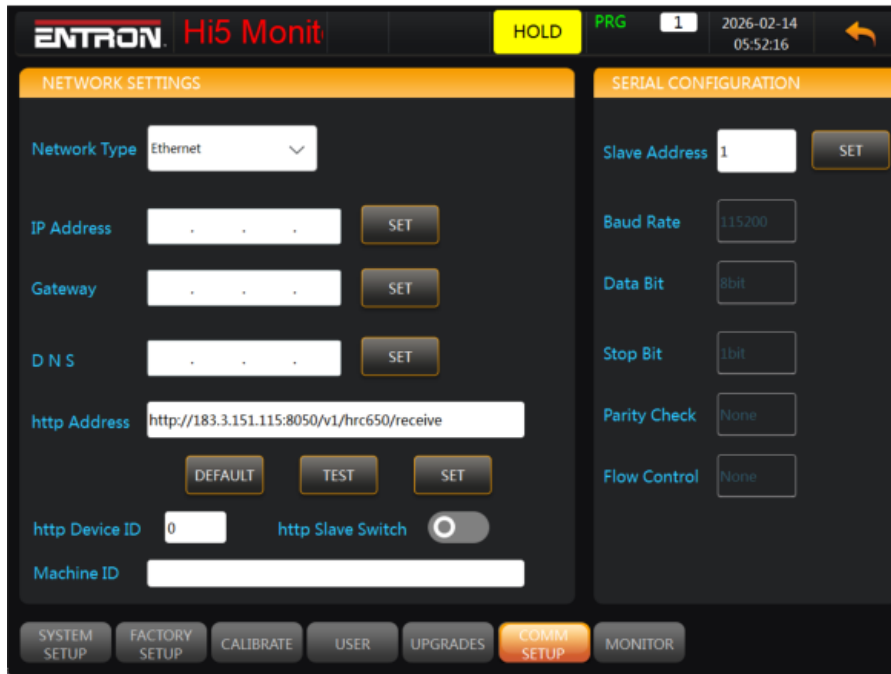 ENTRON. Hi5 Monit
HOLD
PRG 1
2026-02-14
05:52:16
NETWORK SETTINGS
Network Type Ethernet
IP Address . . . SET
Gateway . . . SET
D N S . . . SET
http Address http://183.3.151.115:8050/v1/hrc650/receive
DEFAULT TEST SET
http Device ID 0 http Slave Switch
Machine ID
SERIAL CONFIGURATION
Slave Address 1 SET
Baud Rate 115200
Data Bit 8bit
Stop Bit 1bit
Parity Check None
Flow Control None
SYSTEM
SETUP
FACTORY
SETUP
CALIBRATE
USER
UPGRADES
COMM
SETUP
MONITOR